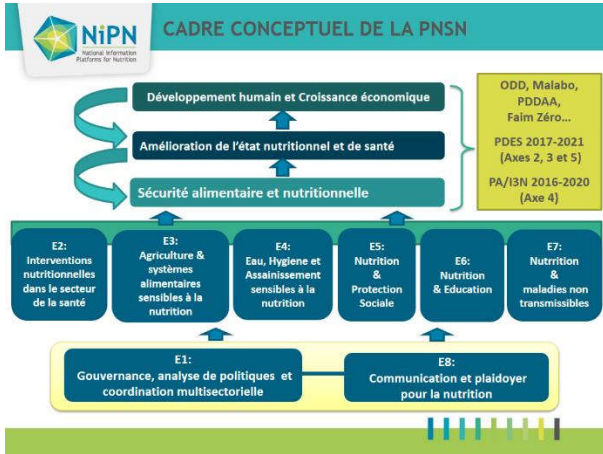 NiPN
National Information
Platforms for Nutrition
CADRE CONCEPTUEL DE LA PNSN
Développement humain et Croissance économique
Amélioration de l'état nutritionnel et de santé
Sécurité alimentaire et nutritionnelle
ODD, Malabo,
PDDAA,
Faim Zéro...
PDES 2017-2021
(Axes 2, 3 et 5)
PA/I3N 2016-2020
(Axe 4)
E2:
Interventions
nutritionnelles
dans le secteur
de la santé
E3:
Agriculture &
systèmes
alimentaires
sensibles à la
nutrition
E4:
Eau, Hygiene et
Assainissement
sensibles à la
nutrition
E5:
Nutrition
&
Protection
Sociale
E6:
Nutrition
& Education
E7:
Nutrrition
&
maladies non
transmissibles
E1:
Gouvernance, analyse de politiques et
coordination multisectorielle
E8:
Communication et plaidoyer
pour la nutrition